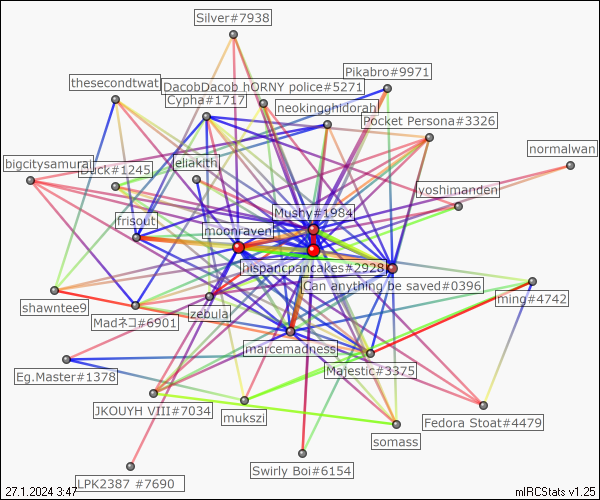 Silver#7938
Pikabro#9971
thesecondtwat
DacobDacob hORNY police#5271
Cypha#1717
neokinghidorah
Pocket Persona#3326
normalwan
bigcitysamurai
Duck#1245
eliakith
yoshimanden
Mushy#1984
frisout
moonraven
hispancpancakes#2928
Can anything be saved#0396
ming#4742
shawntee9
Madネコ#6901
zebula
marcemadness
Majestic#3375
Eg.Master#1378
JKOUYH VIII#7034
mukszi
Fedora Stoat#4479
somass
Swirly Boi#6154
LPK2387 #7690
27.1.2024 3:47
mIRCStats v1.25